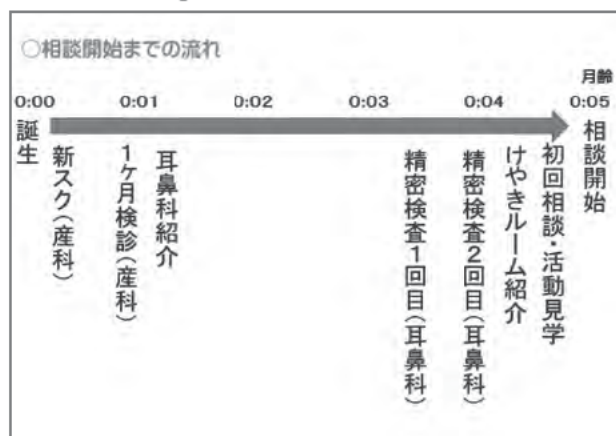 ○相談開始までの流れ
月齢
0:00 0:01 0:02 0:03 0:04 0:05
誕生
新スク(産科)
1ヶ月検診(産科)
耳鼻科紹介
精密検査1回目(耳鼻科)
精密検査2回目(耳鼻科)
けやきルーム紹介
初回相談・活動見学
相談開始